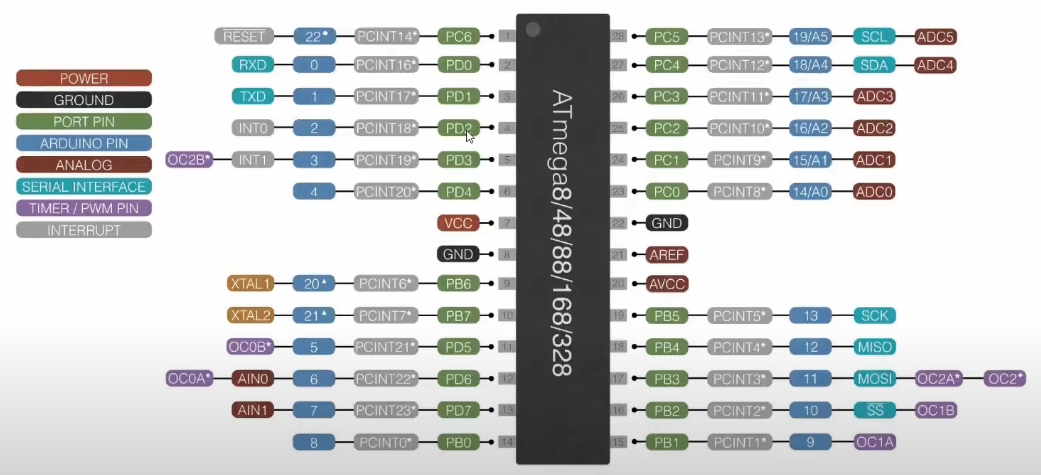 RESET 22 PCINT14* PC6 1 28 PC5 PCINT13* 19/A5 SCL ADC5
RXD 0 PCINT16* PD0 2 27 PC4 PCINT12* 18/A4 SDA ADC4
POWER
TXD 1 PCINT17* PD1 3 26 PC3 PCINT11* 17/A3 ADC3
GROUND
PORT PIN
INT0 2 PCINT18* PD2 4 25 PC2 PCINT10* 16/A2 ADC2
ARDUINO PIN
OC2B* INT1 3 PCINT19* PD3 5 24 PC1 PCINT9* 15/A1 ADC1
ANALOG
SERIAL INTERFACE
4 PCINT20* PD4 6 23 PC0 PCINT8* 14/A0 ADC0
TIMER / PWM PIN
VCC 7 22 GND
INTERRUPT
GND 8 21 AREF
XTAL1 20 PCINT6* PB6 9 20 AVCC
XTAL2 21 PCINT7* PB7 10 19 PB5 PCINT5* 13 SCK
OC0B* 5 PCINT21* PD5 11 18 PB4 PCINT4* 12 MISO
OC0A* AIN0 6 PCINT22* PD6 12 17 PB3 PCINT3* 11 MOSI OC2A* OC2*
AIN1 7 PCINT23* PD7 13 16 PB2 PCINT2* 10 SS OC1B
8 PCINT0* PB0 14 15 PB1 PCINT1* 9 OC1A
ATmega8/48/88/168/328